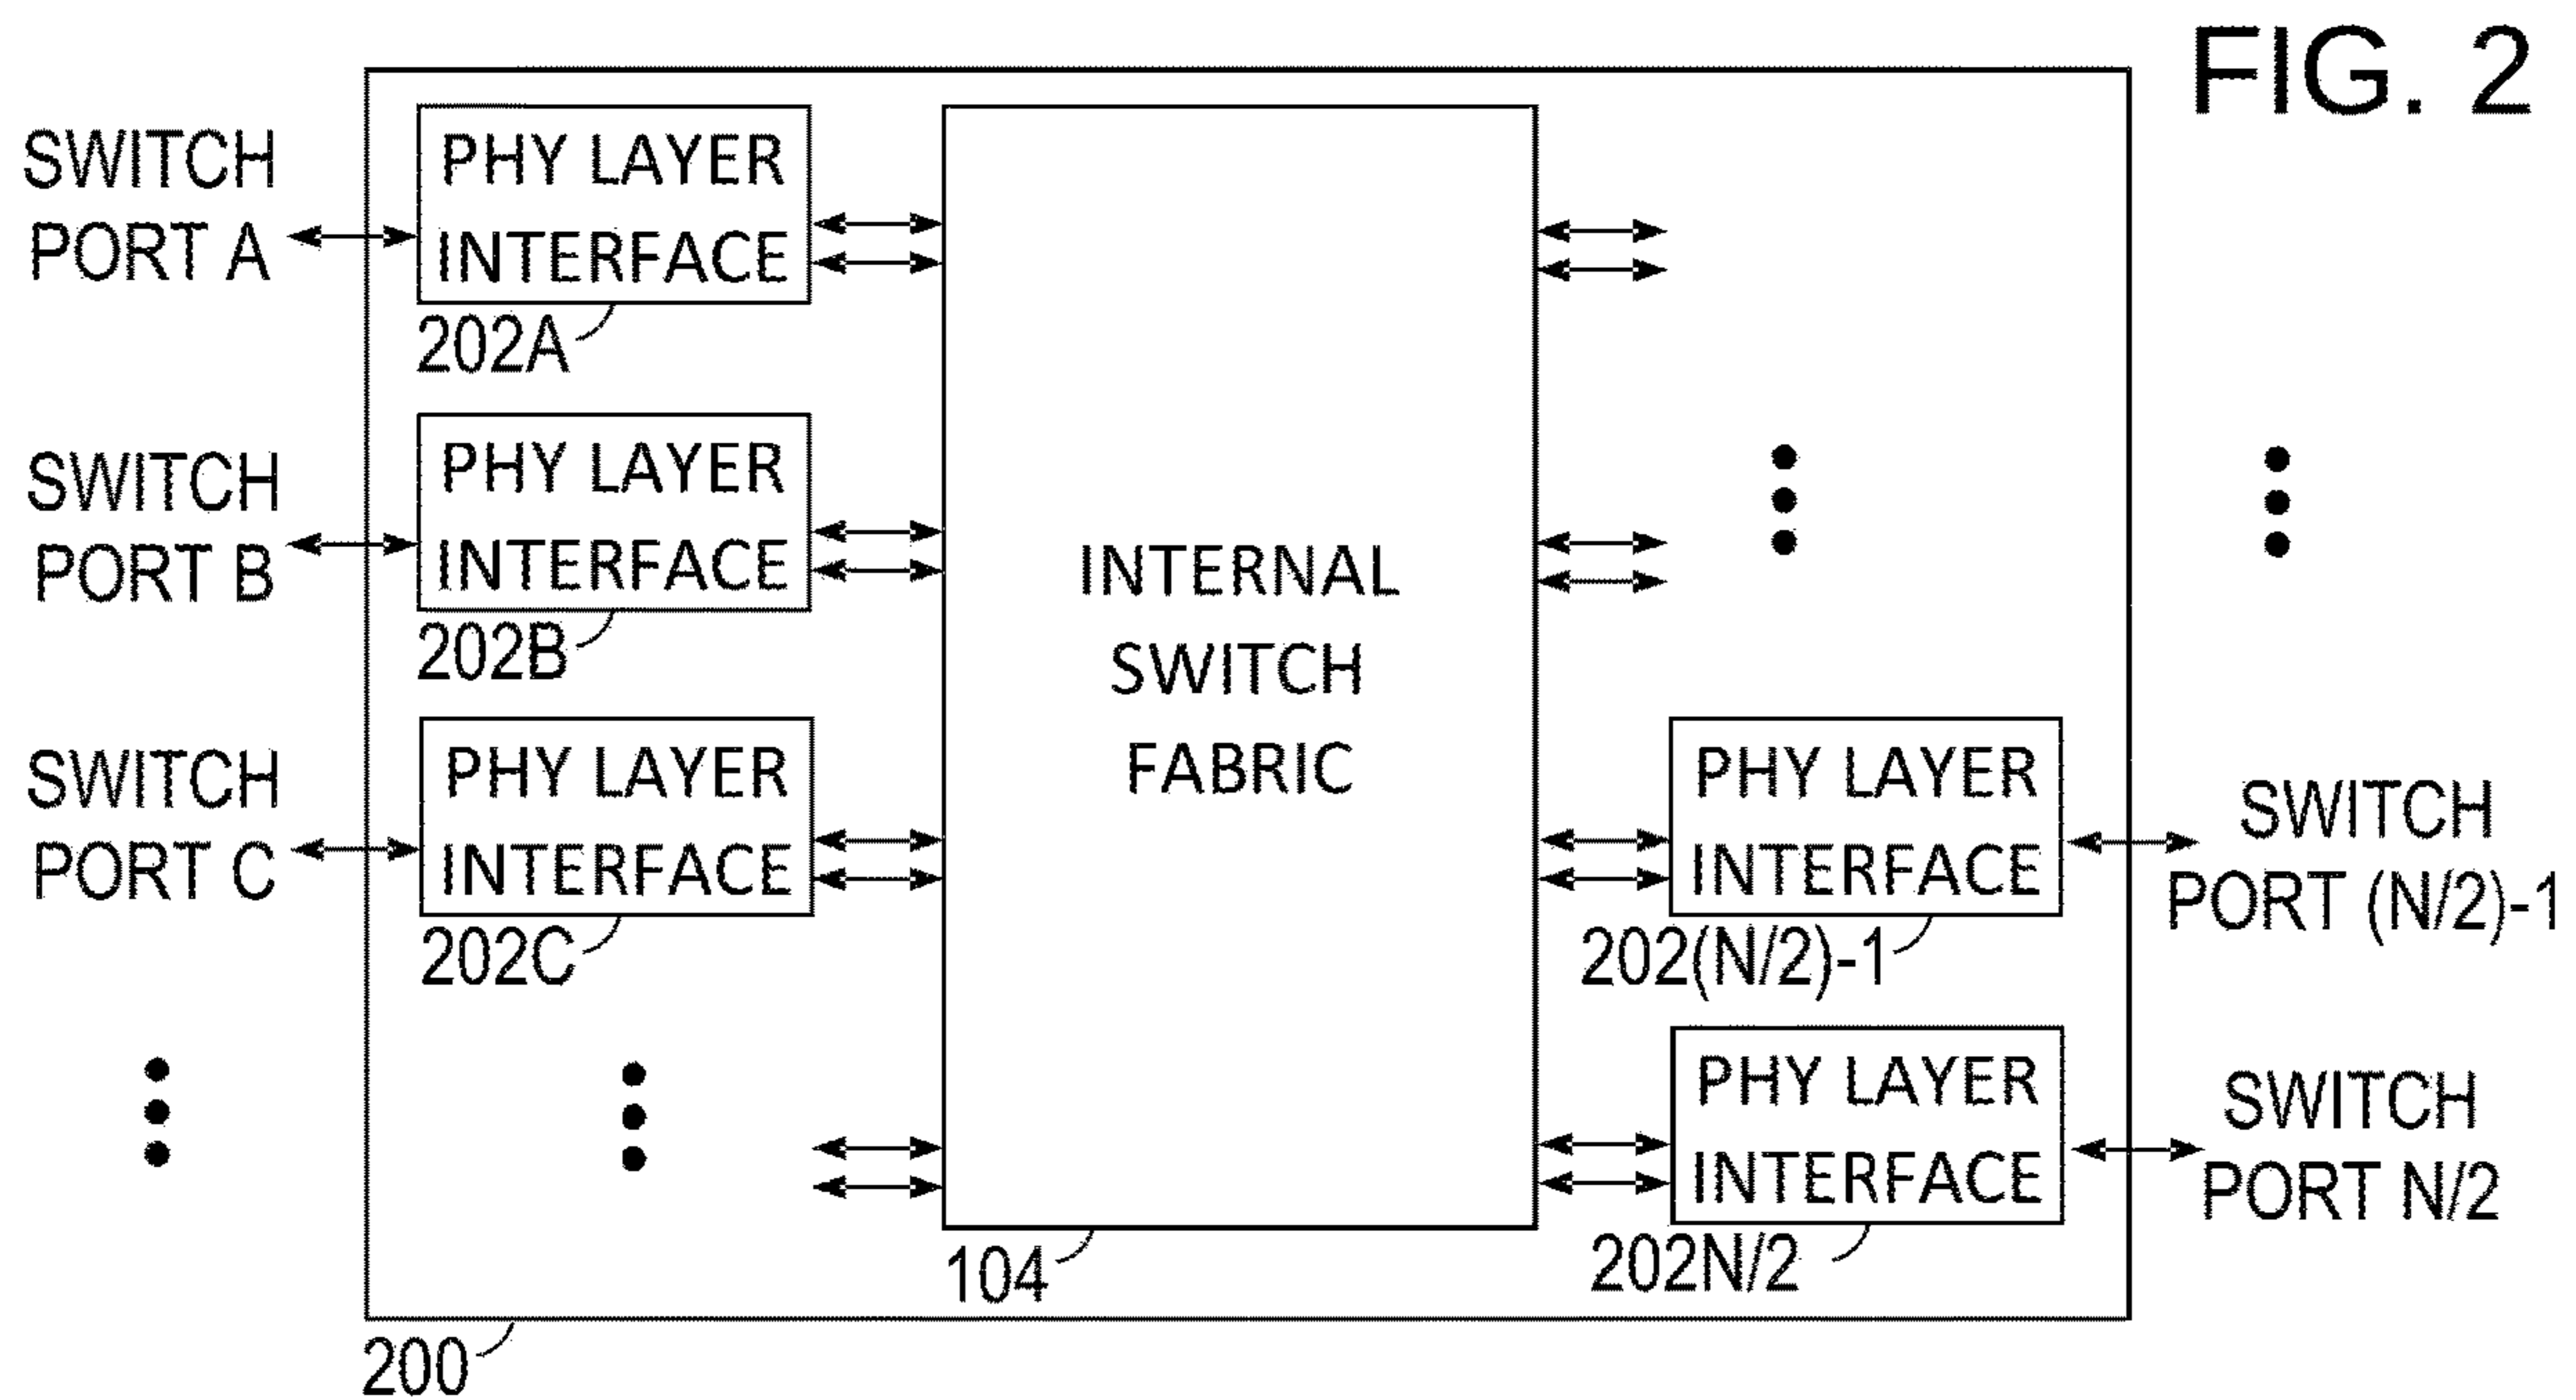 FIG. 2
SWITCH
PORT A
PHY LAYER
INTERFACE
202A
SWITCH
PORT B
PHY LAYER
INTERFACE
202B
SWITCH
PORT C
PHY LAYER
INTERFACE
202C
INTERNAL
SWITCH
FABRIC
104
PHY LAYER
INTERFACE
202(N/2)-1
SWITCH
PORT (N/2)-1
PHY LAYER
INTERFACE
202N/2
SWITCH
PORT N/2
200